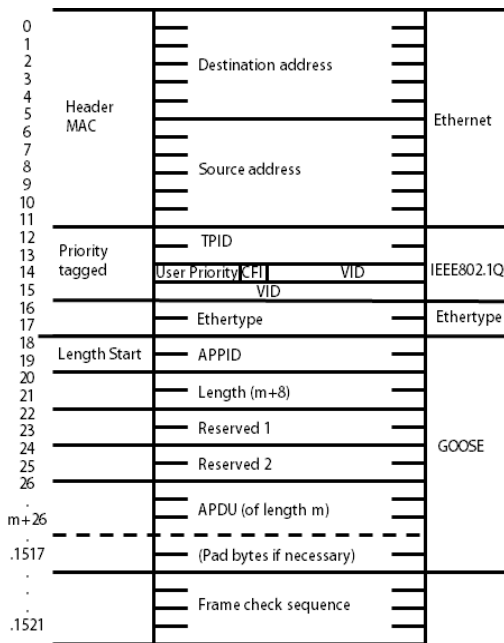 0
1
2
3
4
5
6
7
8
9
10
11
12
13
14
15
16
17
18
19
20
21
22
23
24
25
26
.
m+26
.
.1517
.
.
.1521
Header
MAC
Priority
tagged
Length Start
Destination address
Source address
TPID
User Priority CFI VID
VID
Ethertype
APPID
Length (m+8)
Reserved 1
Reserved 2
APDU (of length m)
(Pad bytes if necessary)
Frame check sequence
Ethernet
IEEE802.1Q
Ethertype
GOOSE